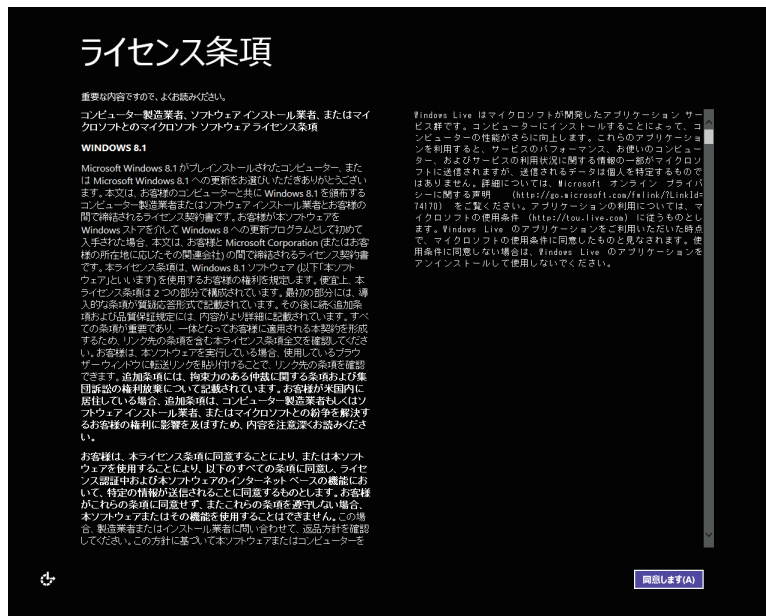 ライセンス条項
重要な内容ですので、よくお読みください。
コンピューター製造業者、ソフトウェア インストール業者、またはマイ
クロソフトとのマイクロソフト ソフトウェア ライセンス条項
WINDOWS 8.1
Microsoft Windows 8.1 がプレインストールされたコンピューター、また
は Microsoft Windows 8.1 への更新をお選びいただきありがとうござい
ます。本文は、お客様のコンピューターと共に Windows 8.1 を頒布する
コンピューター製造業者またはソフトウェア インストール業者とお客様の
間で締結されるライセンス契約書です。お客様が本ソフトウェアを
Windows ストアを介して Windows 8 への更新プログラムとして初めて
入手された場合、本文は、お客様と Microsoft Corporation (またはお客
様の所在地に応じたその関連会社) の間で締結されるライセンス契約書
です。本ライセンス条項は、Windows 8.1 ソフトウェア (以下「本ソフト
ウェア」といいます) を使用するお客様の権利を規定します。便宜上、本
ライセンス条項は 2 つの部分で構成されています。最初の部分には、導
入的な条項が質疑応答形式で記載されています。その後に続く追加条
項および品質保証規定には、内容がより詳細に記載されています。すべ
ての条項が重要であり、一体となってお客様に適用される本契約を形成
するため、リンク先の条項を含む本ライセンス条項全文を確認してくださ
い。お客様は、本ソフトウェアを実行している場合、使用しているブラウ
ザー ウィンドウに転送リンクを貼り付けることで、リンク先の条項を確認
できます。追加条項には、拘束力のある仲裁に関する条項および集
団訴訟の権利放棄について記載されています。お客様が米国内に
居住している場合、追加条項は、コンピューター製造業者もしくはソ
フトウェア インストール業者、またはマイクロソフトとの紛争を解決す
るお客様の権利に影響を及ぼすため、内容を注意深くお読みくださ
い。
お客様は、本ライセンス条項に同意することにより、または本ソフト
ウェアを使用することにより、以下のすべての条項に同意し、ライセ
ンス認証中および本ソフトウェアのインターネット ベースの機能にお
いて、特定の情報が送信されることに同意するものとします。お客様
がこれらの条項に同意せず、またこれらの条項を遵守しない場合、
本ソフトウェアまたはその機能を使用することはできません。この場
合、製造業者またはインストール業者に問い合わせて、返品方針を確認
してください。この方針に基づいて本ソフトウェアまたはコンピューターを
Windows Live はマイクロソフトが開発したアプリケーション サー
ビス群です。コンピューターにインストールすることによって、コ
ンピューターの性能がさらに向上します。これらのアプリケーショ
ンを利用すると、サービスのパフォーマンス、お使いのコンピュー
ター、およびサービスの利用状況に関する情報の一部がマイクロソ
フトに送信されますが、送信されるデータは個人を特定するもので
はありません。詳細については、Microsoft オンライン プライバ
シーに関する声明 (http://go.microsoft.com/fwlink/?LinkId=
74170) をご覧ください。アプリケーションの利用については、マ
イクロソフトの使用条件 (http://tou.live.com) に従うものとし
ます。Windows Live のアプリケーションをご利用いただいた時点
で、マイクロソフトの使用条件に同意したものと見なされます。使
用条件に同意しない場合は、Windows Live のアプリケーションを
アンインストールして使用しないでください。
同意します(A)